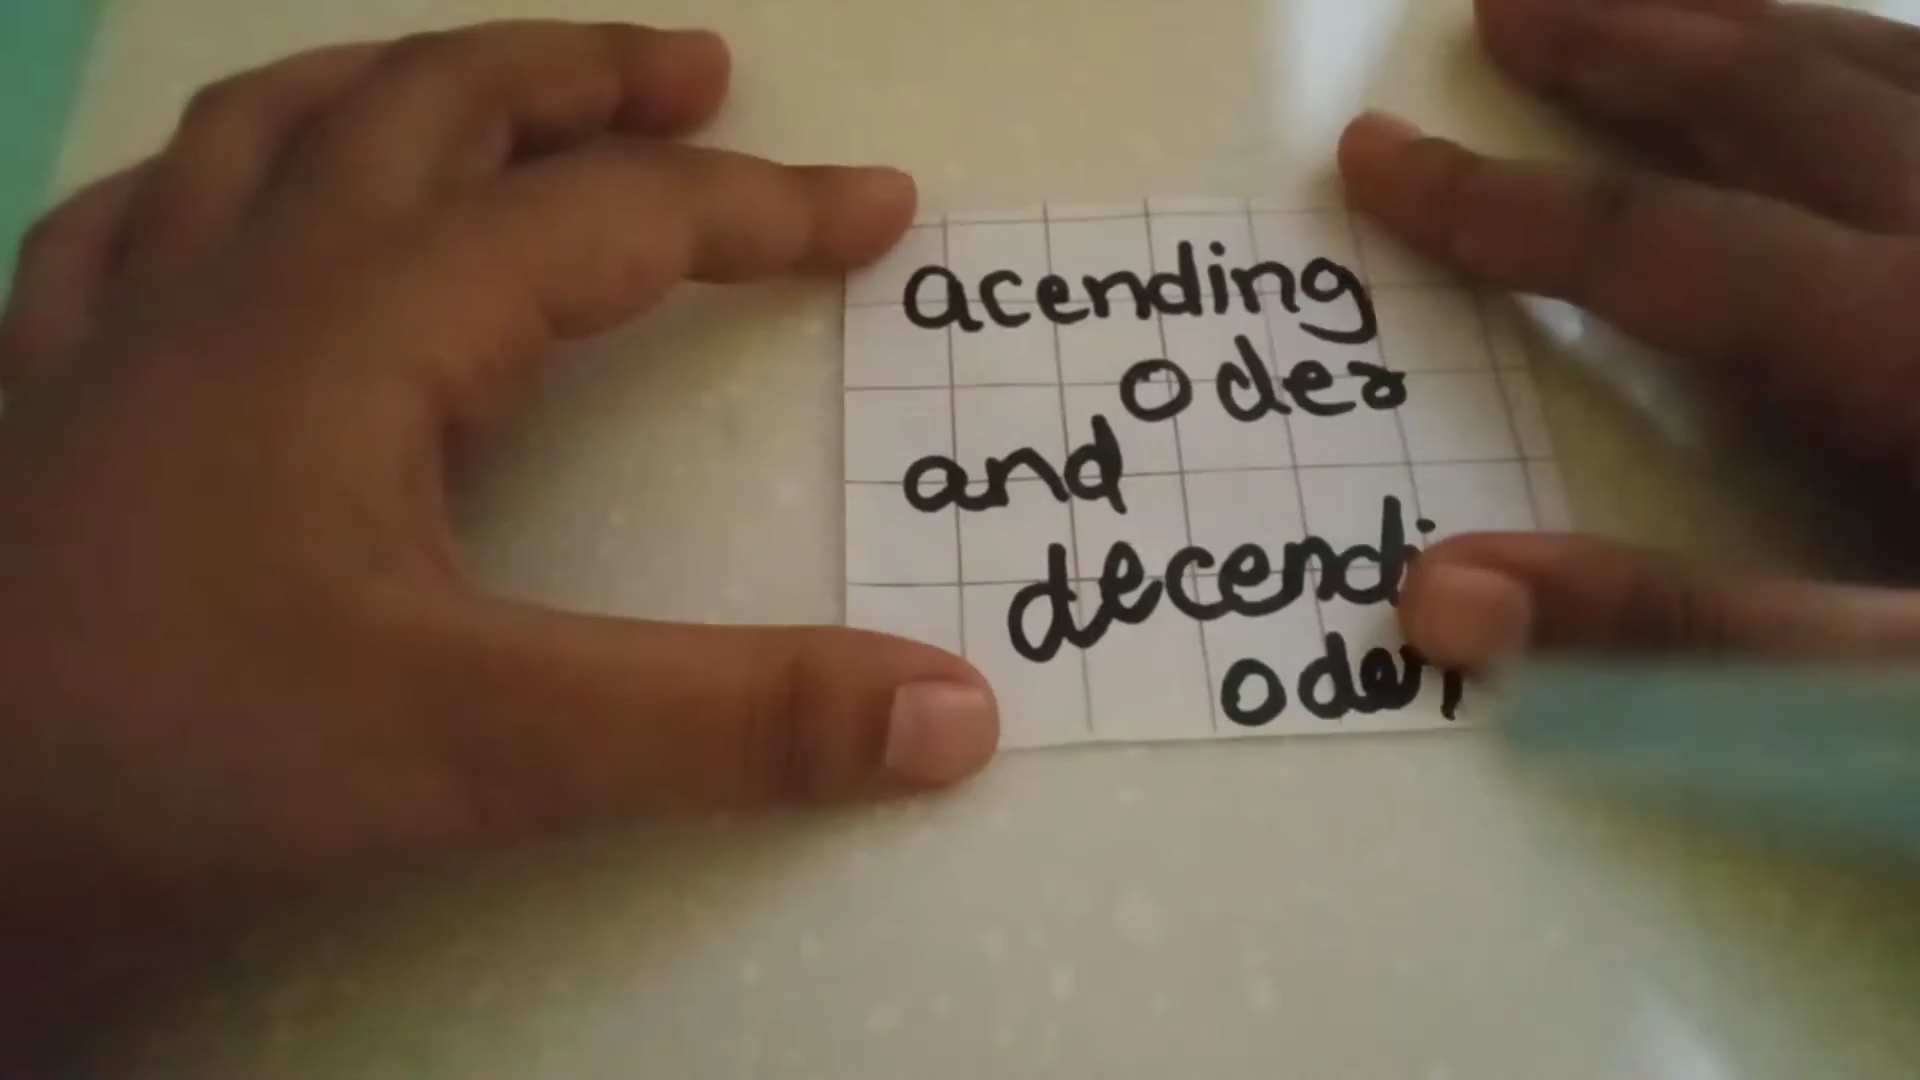 acending
oder
and
decendi
oder